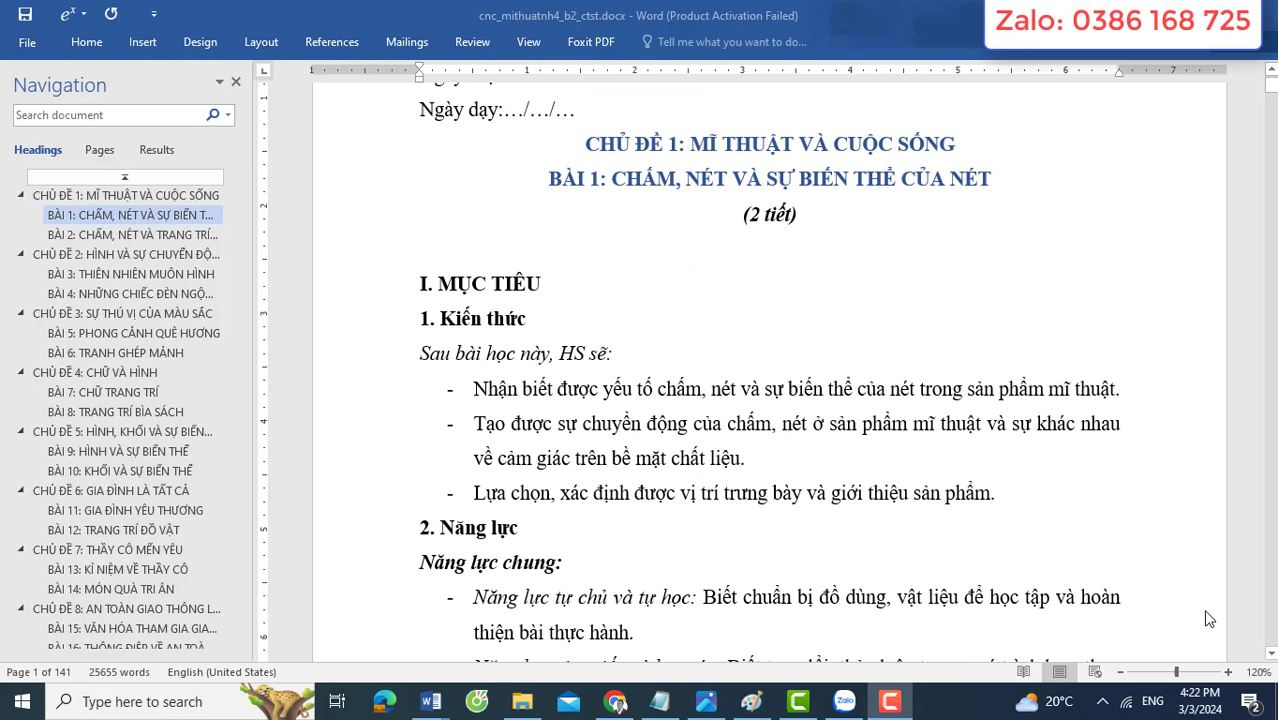 cnc_mithuatnh4_b2_ctst.docx - Word (Product Activation Failed)
Zalo: 0386 168 725
File Home Insert Design Layout References Mailings Review View Foxit PDF Tell me what you want to do...
Navigation
Search document
Headings Pages Results
CHỦ ĐỀ 1: MĨ THUẬT VÀ CUỘC SỐNG
BÀI 1: CHẤM, NÉT VÀ SỰ BIẾN T...
BÀI 2: CHẤM, NÉT VÀ TRANG TRÍ...
CHỦ ĐỀ 2: HÌNH VÀ SỰ CHUYỂN ĐỘ...
BÀI 3: THIÊN NHIÊN MUÔN HÌNH
BÀI 4: NHỮNG CHIẾC ĐÈN NGỘ...
CHỦ ĐỀ 3: SỰ THÚ VỊ CỦA MÀU SẮC
BÀI 5: PHONG CẢNH QUÊ HƯƠNG
BÀI 6: TRANH GHÉP MẢNH
CHỦ ĐỀ 4: CHỮ VÀ HÌNH
BÀI 7: CHỮ TRANG TRÍ
BÀI 8: TRANG TRÍ BÌA SÁCH
CHỦ ĐỀ 5: HÌNH, KHỐI VÀ SỰ BIẾN...
BÀI 9: HÌNH VÀ SỰ BIẾN THỂ
BÀI 10: KHỐI VÀ SỰ BIẾN THỂ
CHỦ ĐỀ 6: GIA ĐÌNH LÀ TẤT CẢ
BÀI 11: GIA ĐÌNH YÊU THƯƠNG
BÀI 12: TRANG TRÍ ĐỒ VẬT
CHỦ ĐỀ 7: THẦY CÔ MẾN YÊU
BÀI 13: KỈ NIỆM VỀ THẦY CÔ
BÀI 14: MÓN QUÀ TRI ÂN
CHỦ ĐỀ 8: AN TOÀN GIAO THÔNG L...
BÀI 15: VĂN HÓA THAM GIA GIA...
Ngày dạy:…/…/…
CHỦ ĐỀ 1: MĨ THUẬT VÀ CUỘC SỐNG
BÀI 1: CHẤM, NÉT VÀ SỰ BIẾN THỂ CỦA NÉT
(2 tiết)
I. MỤC TIÊU
1. Kiến thức
Sau bài học này, HS sẽ:
- Nhận biết được yếu tố chấm, nét và sự biến thể của nét trong sản phẩm mĩ thuật.
- Tạo được sự chuyển động của chấm, nét ở sản phẩm mĩ thuật và sự khác nhau
về cảm giác trên bề mặt chất liệu.
- Lựa chọn, xác định được vị trí trưng bày và giới thiệu sản phẩm.
2. Năng lực
Năng lực chung:
- Năng lực tự chủ và tự học: Biết chuẩn bị đồ dùng, vật liệu để học tập và hoàn
thiện bài thực hành.
Page 1 of 141 25655 words English (United States) 120%
Type here to search
20°C ENG 4:22 PM
3/3/2024